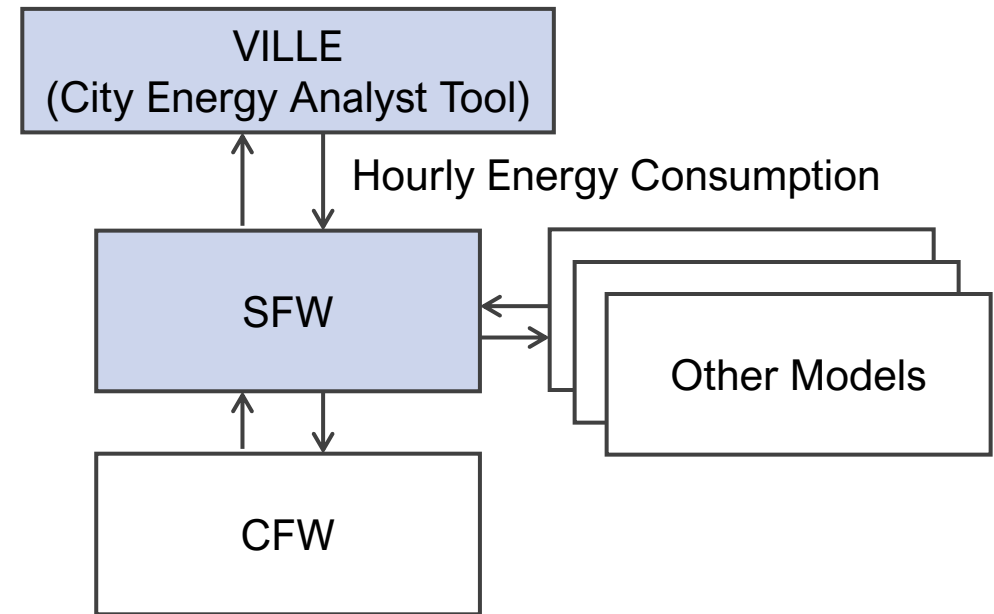 VILLE
(City Energy Analyst Tool)
Hourly Energy Consumption
SFW
Other Models
CFW